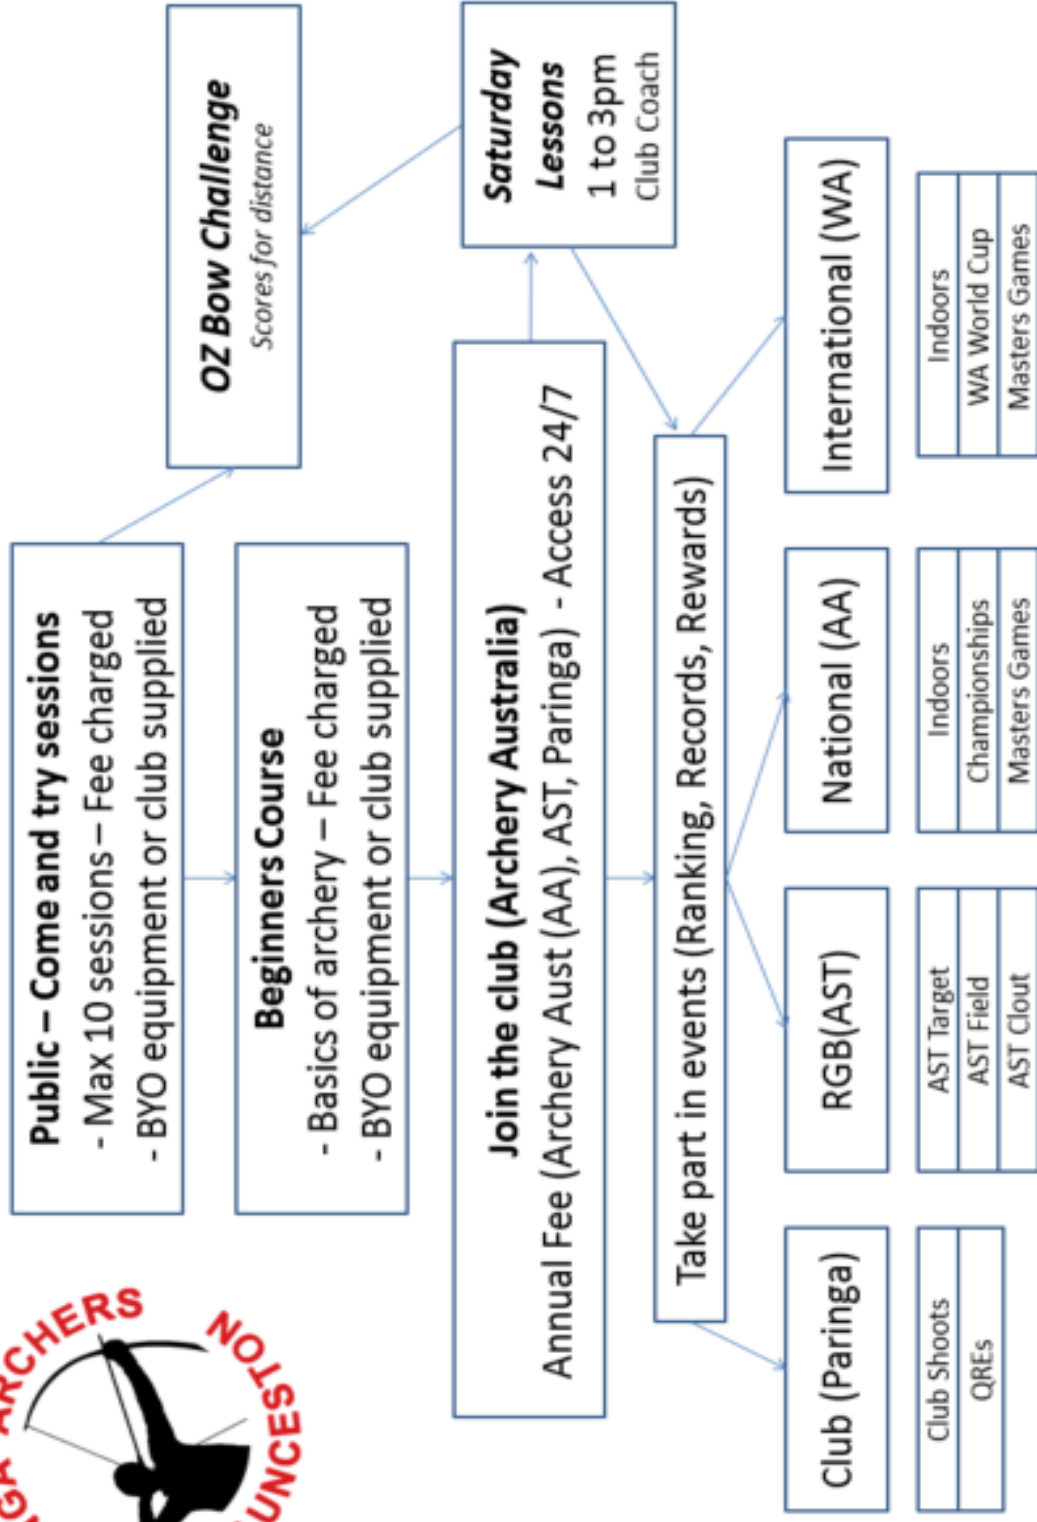 ARCHERS
Public – Come and try sessions
- Max 10 sessions – Fee charged
- BYO equipment or club supplied
OZ Bow Challenge
Scores for distance
Beginners Course
- Basics of archery – Fee charged
- BYO equipment or club supplied
Join the club (Archery Australia)
Annual Fee (Archery Aust (AA), AST, Paringa) - Access 24/7
Saturday
Lessons
1 to 3pm
Club Coach
Take part in events (Ranking, Records, Rewards)
Club (Paringa)
Club Shoots
QREs
RGB(AST)
AST Target
AST Field
AST Clout
National (AA)
Indoors
Championships
Masters Games
International (WA)
Indoors
WA World Cup
Masters Games